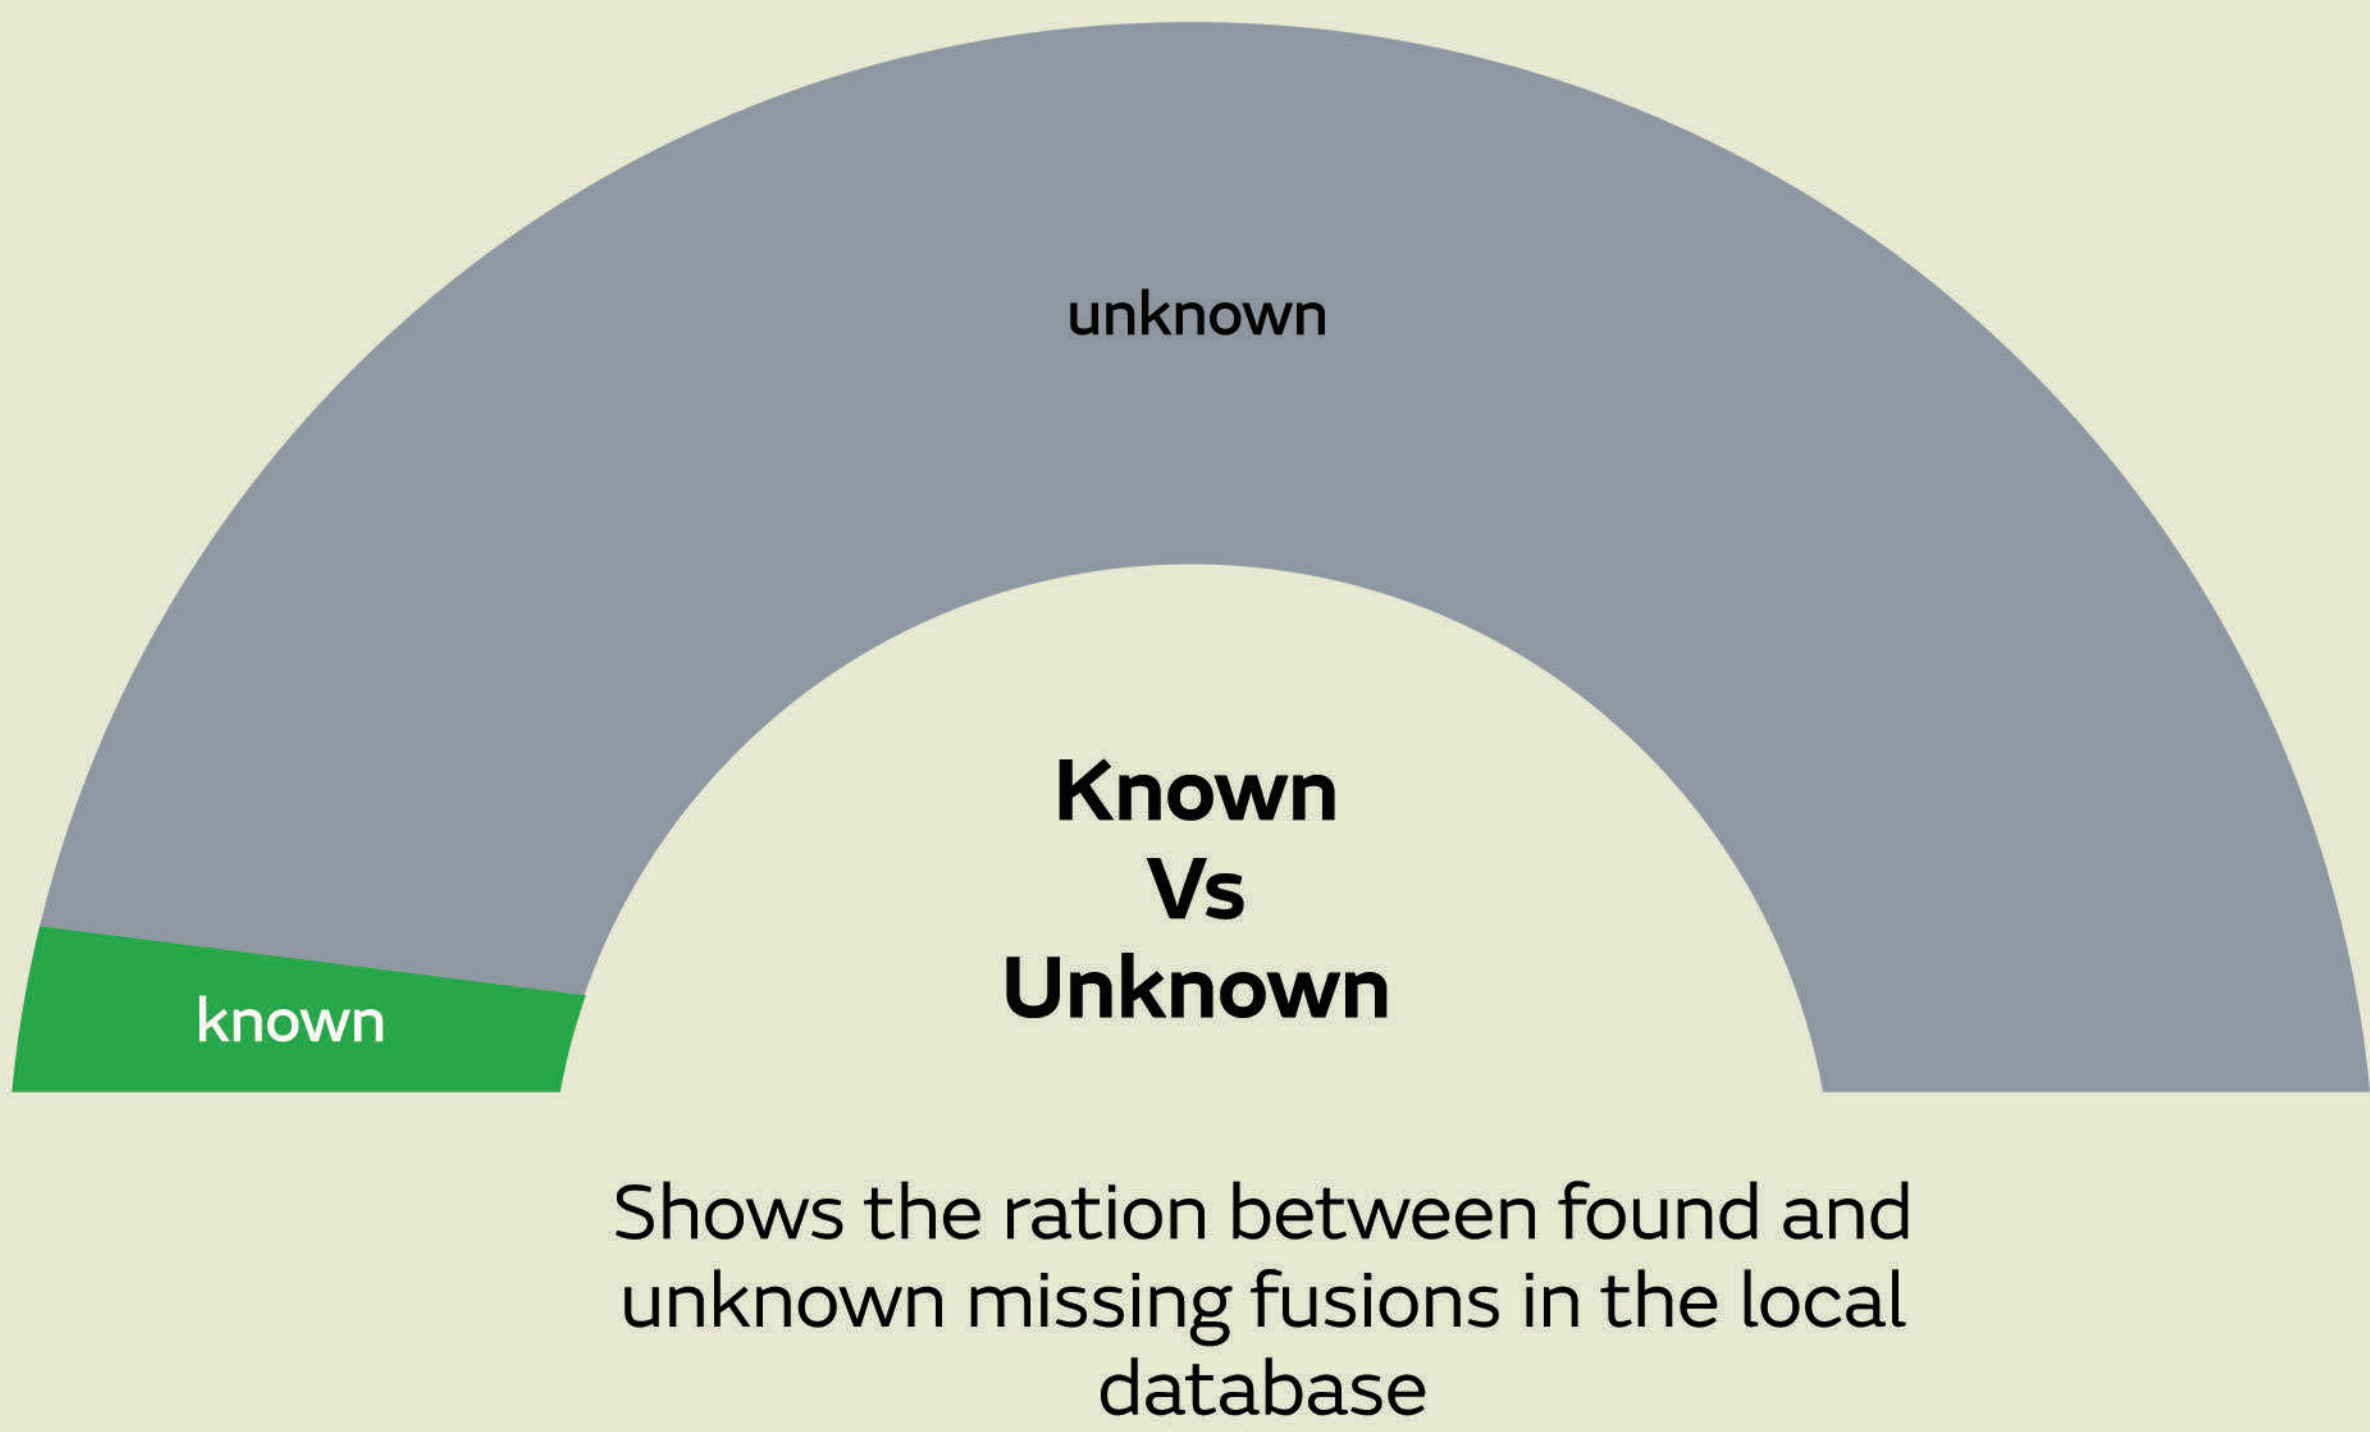 unknown
Known
Vs
Unknown
known
Shows the ration between found and
unknown missing fusions in the local
database